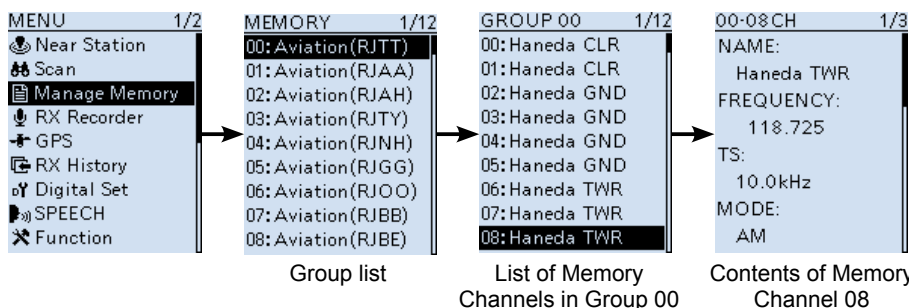 MENU 1/2
Near Station
Scan
Manage Memory
RX Recorder
GPS
RX History
Digital Set
SPEECH
Function
MEMORY 1/12
00:Aviation(RJTT)
01:Aviation(RJAA)
02:Aviation(RJAH)
03:Aviation(RJTY)
04:Aviation(RJNH)
05:Aviation(RJGG)
06:Aviation(RJOO)
07:Aviation(RJBB)
08:Aviation(RJBE)
Group list
GROUP 00 1/12
00:Haneda CLR
01:Haneda CLR
02:Haneda GND
03:Haneda GND
04:Haneda GND
05:Haneda GND
06:Haneda TWR
07:Haneda TWR
08:Haneda TWR
List of Memory
Channels in Group 00
00-08CH 1/3
NAME:
Haneda TWR
FREQUENCY:
118.725
TS:
10.0kHz
MODE:
AM
Contents of Memory
Channel 08